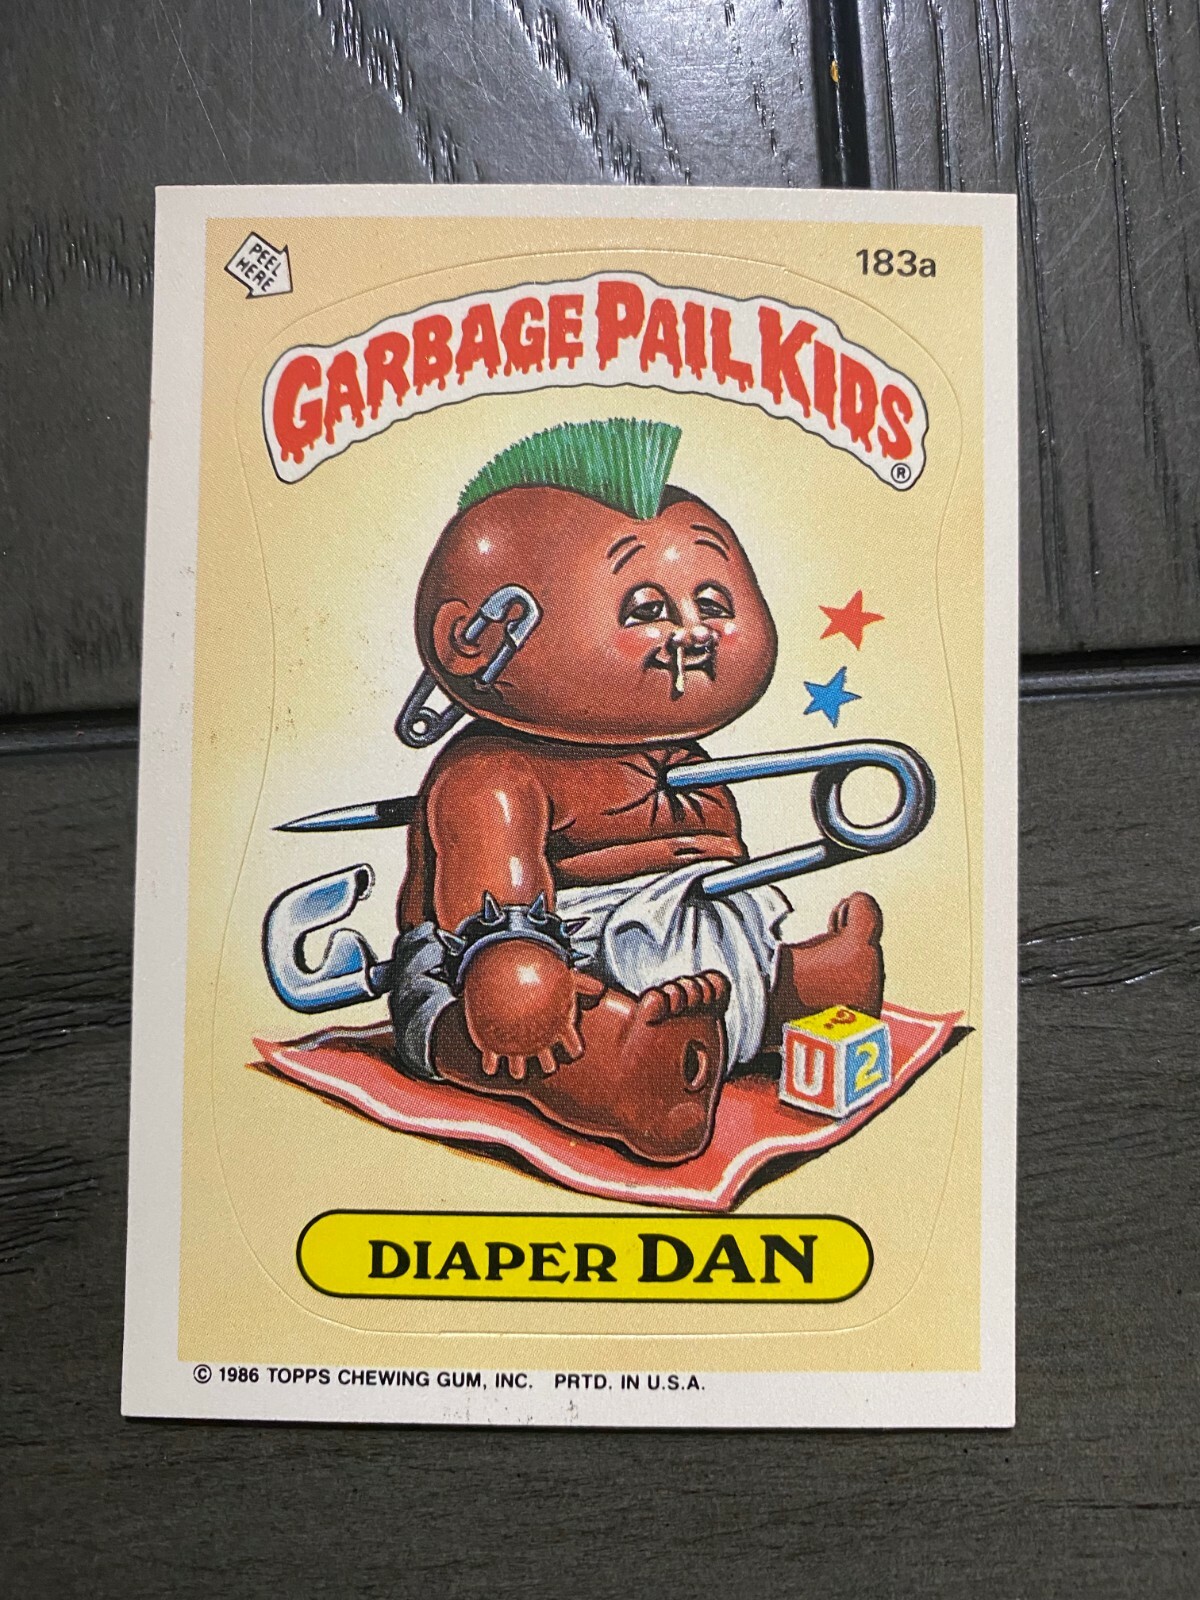 PEEL
HERE
183a
GARBAGE PAIL KIDS
®
?
U 2
DIAPER DAN
© 1986 TOPPS CHEWING GUM, INC. PRTD. IN U.S.A.